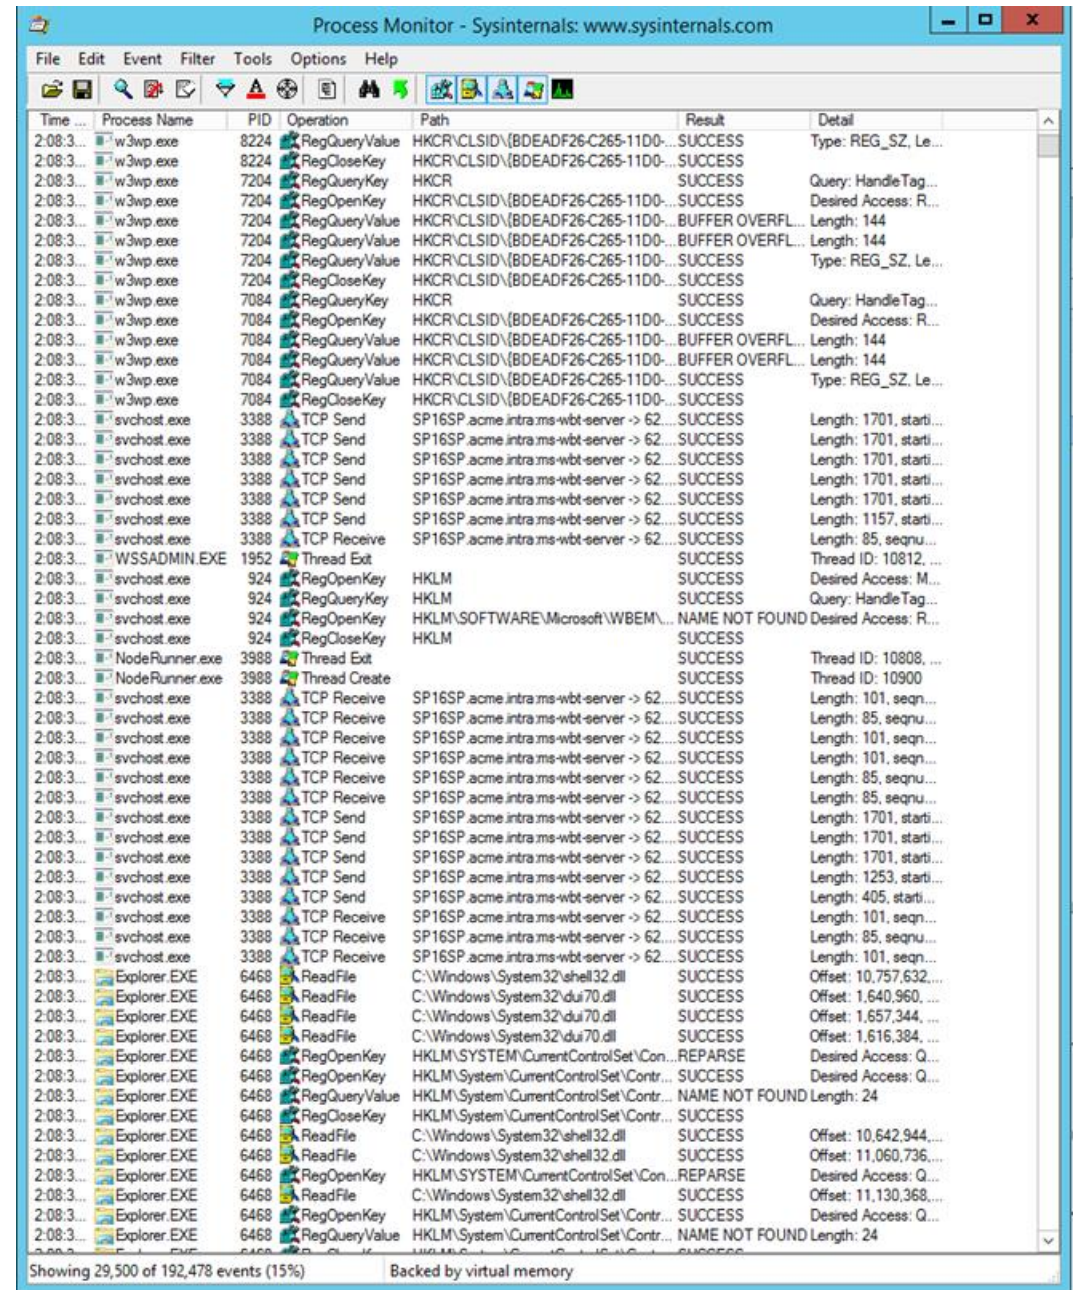 Process Monitor - Sysinternals: www.sysinternals.com
File Edit Event Filter Tools Options Help
Time ... Process Name PID Operation Path Result Detail
2:08:3... w3wp.exe 8224 RegQueryValue HKCR\CLSID\{BDEADF26-C265-11D0-... SUCCESS Type: REG_SZ, Le...
2:08:3... w3wp.exe 8224 RegCloseKey HKCR\CLSID\{BDEADF26-C265-11D0-... SUCCESS
2:08:3... w3wp.exe 7204 RegQueryKey HKCR SUCCESS Query: HandleTag...
2:08:3... w3wp.exe 7204 RegOpenKey HKCR\CLSID\{BDEADF26-C265-11D0-... SUCCESS Desired Access: R...
2:08:3... w3wp.exe 7204 RegQueryValue HKCR\CLSID\{BDEADF26-C265-11D0-... BUFFER OVERFL... Length: 144
2:08:3... w3wp.exe 7204 RegQueryValue HKCR\CLSID\{BDEADF26-C265-11D0-... BUFFER OVERFL... Length: 144
2:08:3... w3wp.exe 7204 RegQueryValue HKCR\CLSID\{BDEADF26-C265-11D0-... SUCCESS Type: REG_SZ, Le...
2:08:3... w3wp.exe 7204 RegCloseKey HKCR\CLSID\{BDEADF26-C265-11D0-... SUCCESS
2:08:3... w3wp.exe 7084 RegQueryKey HKCR SUCCESS Query: HandleTag...
2:08:3... w3wp.exe 7084 RegOpenKey HKCR\CLSID\{BDEADF26-C265-11D0-... SUCCESS Desired Access: R...
2:08:3... w3wp.exe 7084 RegQueryValue HKCR\CLSID\{BDEADF26-C265-11D0-... BUFFER OVERFL... Length: 144
2:08:3... w3wp.exe 7084 RegQueryValue HKCR\CLSID\{BDEADF26-C265-11D0-... BUFFER OVERFL... Length: 144
2:08:3... w3wp.exe 7084 RegQueryValue HKCR\CLSID\{BDEADF26-C265-11D0-... SUCCESS Type: REG_SZ, Le...
2:08:3... w3wp.exe 7084 RegCloseKey HKCR\CLSID\{BDEADF26-C265-11D0-... SUCCESS
2:08:3... svchost.exe 3388 TCP Send SP16SP.acme.intra:ms-wbt-server -> 62.... SUCCESS Length: 1701, starti...
2:08:3... svchost.exe 3388 TCP Send SP16SP.acme.intra:ms-wbt-server -> 62.... SUCCESS Length: 1701, starti...
2:08:3... svchost.exe 3388 TCP Send SP16SP.acme.intra:ms-wbt-server -> 62.... SUCCESS Length: 1701, starti...
2:08:3... svchost.exe 3388 TCP Send SP16SP.acme.intra:ms-wbt-server -> 62.... SUCCESS Length: 1701, starti...
2:08:3... svchost.exe 3388 TCP Send SP16SP.acme.intra:ms-wbt-server -> 62.... SUCCESS Length: 1701, starti...
2:08:3... svchost.exe 3388 TCP Send SP16SP.acme.intra:ms-wbt-server -> 62.... SUCCESS Length: 1157, starti...
2:08:3... svchost.exe 3388 TCP Receive SP16SP.acme.intra:ms-wbt-server -> 62.... SUCCESS Length: 85, seqnu...
2:08:3... WSSADMIN.EXE 1952 Thread Exit SUCCESS Thread ID: 10812, ...
2:08:3... svchost.exe 924 RegOpenKey HKLM SUCCESS Desired Access: M...
2:08:3... svchost.exe 924 RegQueryKey HKLM SUCCESS Query: HandleTag...
2:08:3... svchost.exe 924 RegOpenKey HKLM\SOFTWARE\Microsoft\WBEM\... NAME NOT FOUND Desired Access: R...
2:08:3... svchost.exe 924 RegCloseKey HKLM SUCCESS
2:08:3... NodeRunner.exe 3988 Thread Exit SUCCESS Thread ID: 10808, ...
2:08:3... NodeRunner.exe 3988 Thread Create SUCCESS Thread ID: 10900
2:08:3... svchost.exe 3388 TCP Receive SP16SP.acme.intra:ms-wbt-server -> 62.... SUCCESS Length: 101, seqn...
2:08:3... svchost.exe 3388 TCP Receive SP16SP.acme.intra:ms-wbt-server -> 62.... SUCCESS Length: 85, seqnu...
2:08:3... svchost.exe 3388 TCP Receive SP16SP.acme.intra:ms-wbt-server -> 62.... SUCCESS Length: 101, seqn...
2:08:3... svchost.exe 3388 TCP Receive SP16SP.acme.intra:ms-wbt-server -> 62.... SUCCESS Length: 101, seqn...
2:08:3... svchost.exe 3388 TCP Receive SP16SP.acme.intra:ms-wbt-server -> 62.... SUCCESS Length: 85, seqnu...
2:08:3... svchost.exe 3388 TCP Receive SP16SP.acme.intra:ms-wbt-server -> 62.... SUCCESS Length: 85, seqnu...
2:08:3... svchost.exe 3388 TCP Send SP16SP.acme.intra:ms-wbt-server -> 62.... SUCCESS Length: 1701, starti...
2:08:3... svchost.exe 3388 TCP Send SP16SP.acme.intra:ms-wbt-server -> 62.... SUCCESS Length: 1701, starti...
2:08:3... svchost.exe 3388 TCP Send SP16SP.acme.intra:ms-wbt-server -> 62.... SUCCESS Length: 1701, starti...
2:08:3... svchost.exe 3388 TCP Send SP16SP.acme.intra:ms-wbt-server -> 62.... SUCCESS Length: 1253, starti...
2:08:3... svchost.exe 3388 TCP Send SP16SP.acme.intra:ms-wbt-server -> 62.... SUCCESS Length: 405, starti...
2:08:3... svchost.exe 3388 TCP Receive SP16SP.acme.intra:ms-wbt-server -> 62.... SUCCESS Length: 101, seqn...
2:08:3... svchost.exe 3388 TCP Receive SP16SP.acme.intra:ms-wbt-server -> 62.... SUCCESS Length: 85, seqnu...
2:08:3... svchost.exe 3388 TCP Receive SP16SP.acme.intra:ms-wbt-server -> 62.... SUCCESS Length: 101, seqn...
2:08:3... Explorer.EXE 6468 ReadFile C:\Windows\System32\shell32.dll SUCCESS Offset: 10,757,632,...
2:08:3... Explorer.EXE 6468 ReadFile C:\Windows\System32\dui70.dll SUCCESS Offset: 1,640,960, ...
2:08:3... Explorer.EXE 6468 ReadFile C:\Windows\System32\dui70.dll SUCCESS Offset: 1,657,344, ...
2:08:3... Explorer.EXE 6468 ReadFile C:\Windows\System32\dui70.dll SUCCESS Offset: 1,616,384, ...
2:08:3... Explorer.EXE 6468 RegOpenKey HKLM\SYSTEM\CurrentControlSet\Con... REPARSE Desired Access: Q...
2:08:3... Explorer.EXE 6468 RegOpenKey HKLM\System\CurrentControlSet\Contr... SUCCESS Desired Access: Q...
2:08:3... Explorer.EXE 6468 RegQueryValue HKLM\System\CurrentControlSet\Contr... NAME NOT FOUND Length: 24
2:08:3... Explorer.EXE 6468 RegCloseKey HKLM\System\CurrentControlSet\Contr... SUCCESS
2:08:3... Explorer.EXE 6468 ReadFile C:\Windows\System32\shell32.dll SUCCESS Offset: 10,642,944,...
2:08:3... Explorer.EXE 6468 ReadFile C:\Windows\System32\shell32.dll SUCCESS Offset: 11,060,736,...
2:08:3... Explorer.EXE 6468 RegOpenKey HKLM\SYSTEM\CurrentControlSet\Con... REPARSE Desired Access: Q...
2:08:3... Explorer.EXE 6468 ReadFile C:\Windows\System32\shell32.dll SUCCESS Offset: 11,130,368,...
2:08:3... Explorer.EXE 6468 RegOpenKey HKLM\System\CurrentControlSet\Contr... SUCCESS Desired Access: Q...
2:08:3... Explorer.EXE 6468 RegQueryValue HKLM\System\CurrentControlSet\Contr... NAME NOT FOUND Length: 24
Showing 29,500 of 192,478 events (15%) Backed by virtual memory